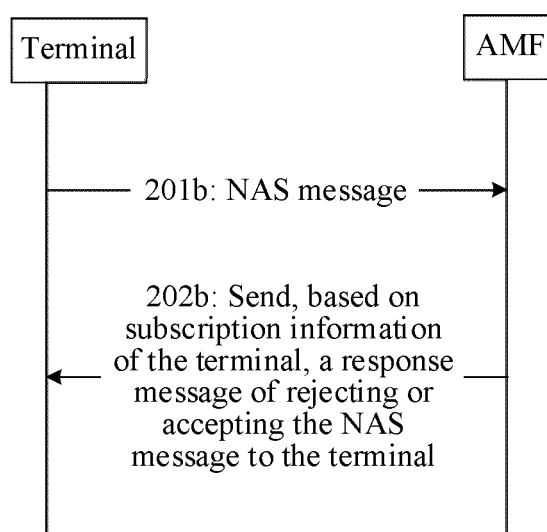 Terminal
AMF
201b: NAS message
202b: Send, based on
subscription information
of the terminal, a response
message of rejecting or
accepting the NAS
message to the terminal